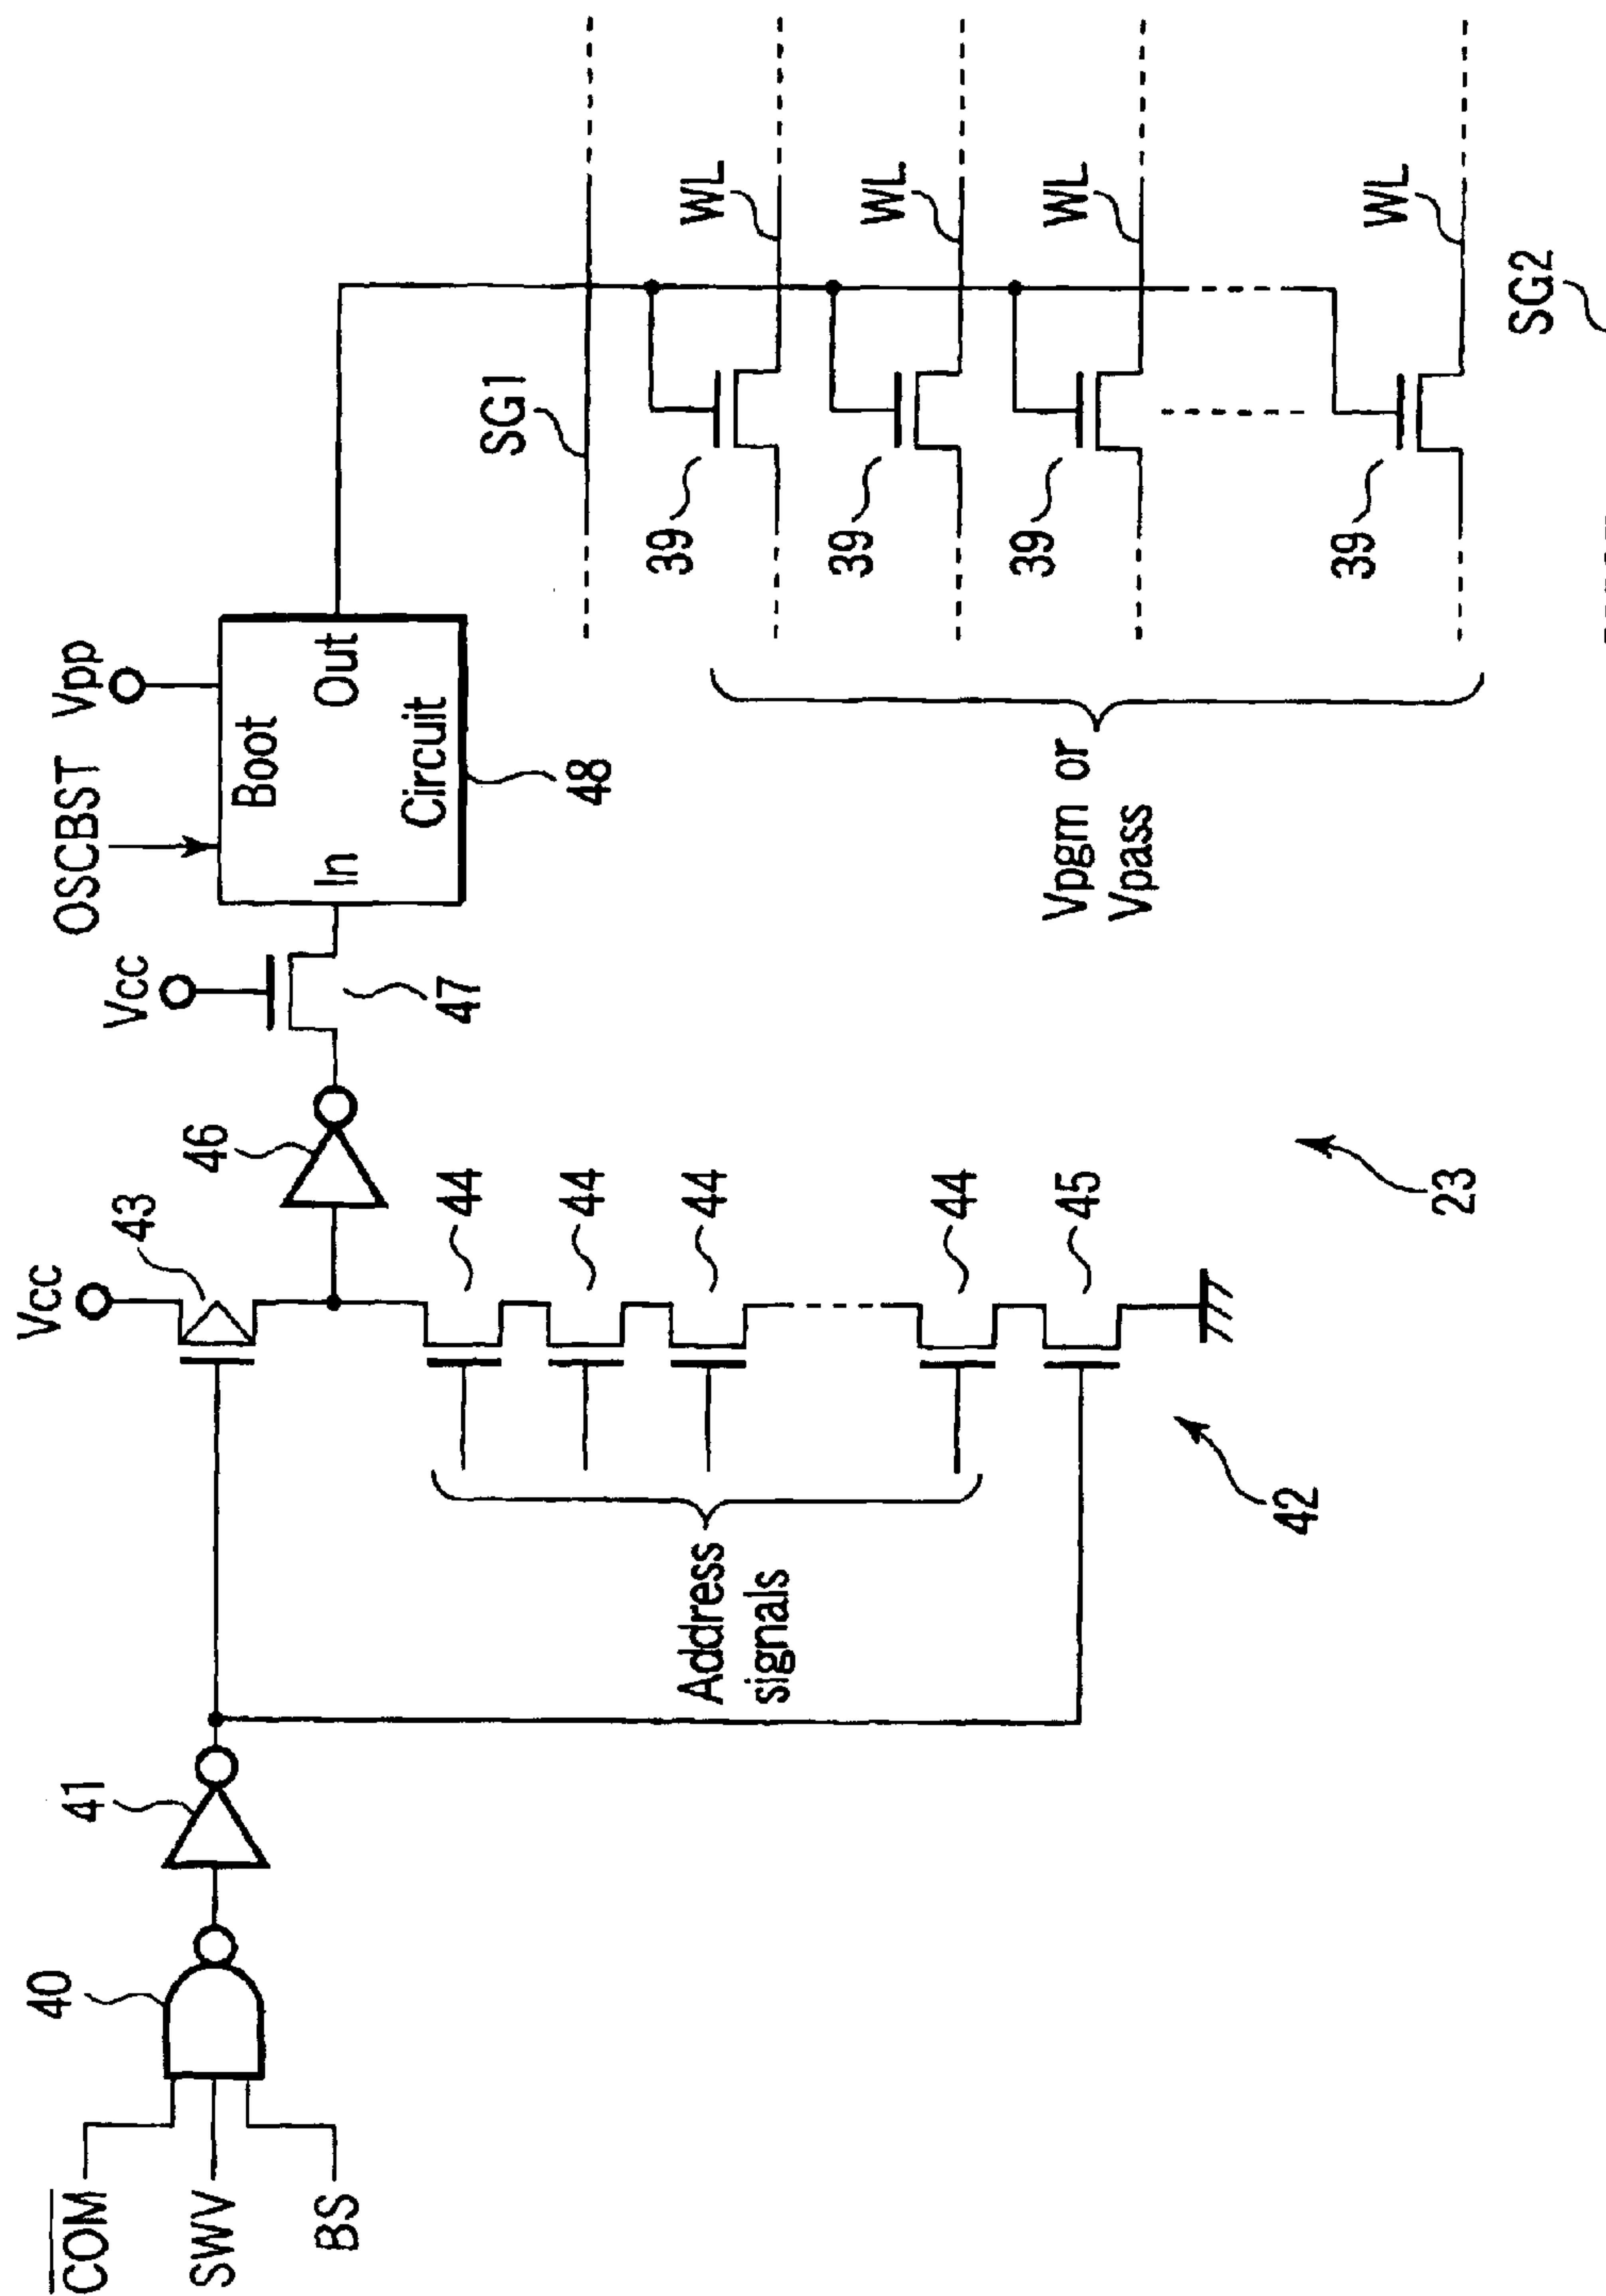 COM
SWV
BS
40
41
Vcc
43
46
44
44
44
44
45
Address
signals
42
23
Vcc
47
OSCBST
Vpp
Boot
In
Out
Circuit
48
SG1
39
39
39
39
WL
WL
WL
WL
Vpgm or
Vpass
SG2